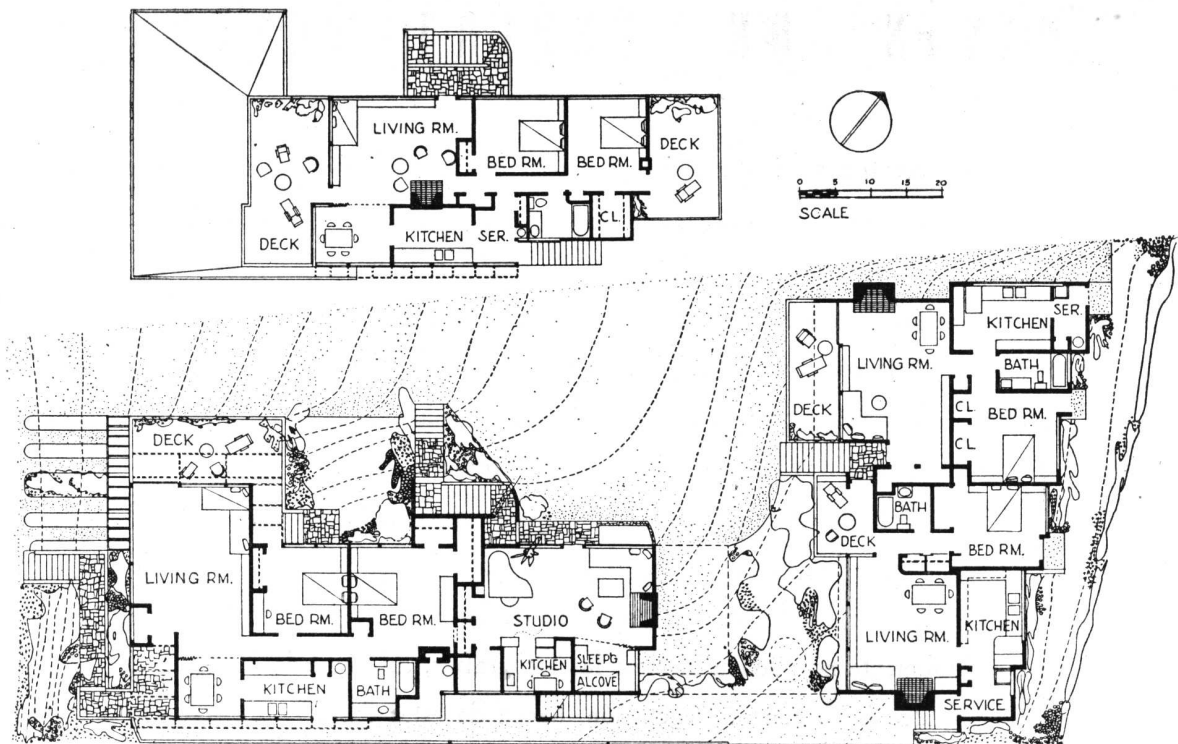 LIVING RM.
BED RM.
BED RM.
DECK
DECK
KITCHEN
SER.
CL.
0 5 10 15 20
SCALE
KITCHEN
SER.
LIVING RM.
BATH
DECK
CL.
BED RM.
CL.
DECK
BATH
DECK
BED RM.
LIVING RM.
BED RM.
BED RM.
STUDIO
LIVING RM.
KITCHEN
KITCHEN
SLEEP'G
ALCOVE
KITCHEN
BATH
SERVICE